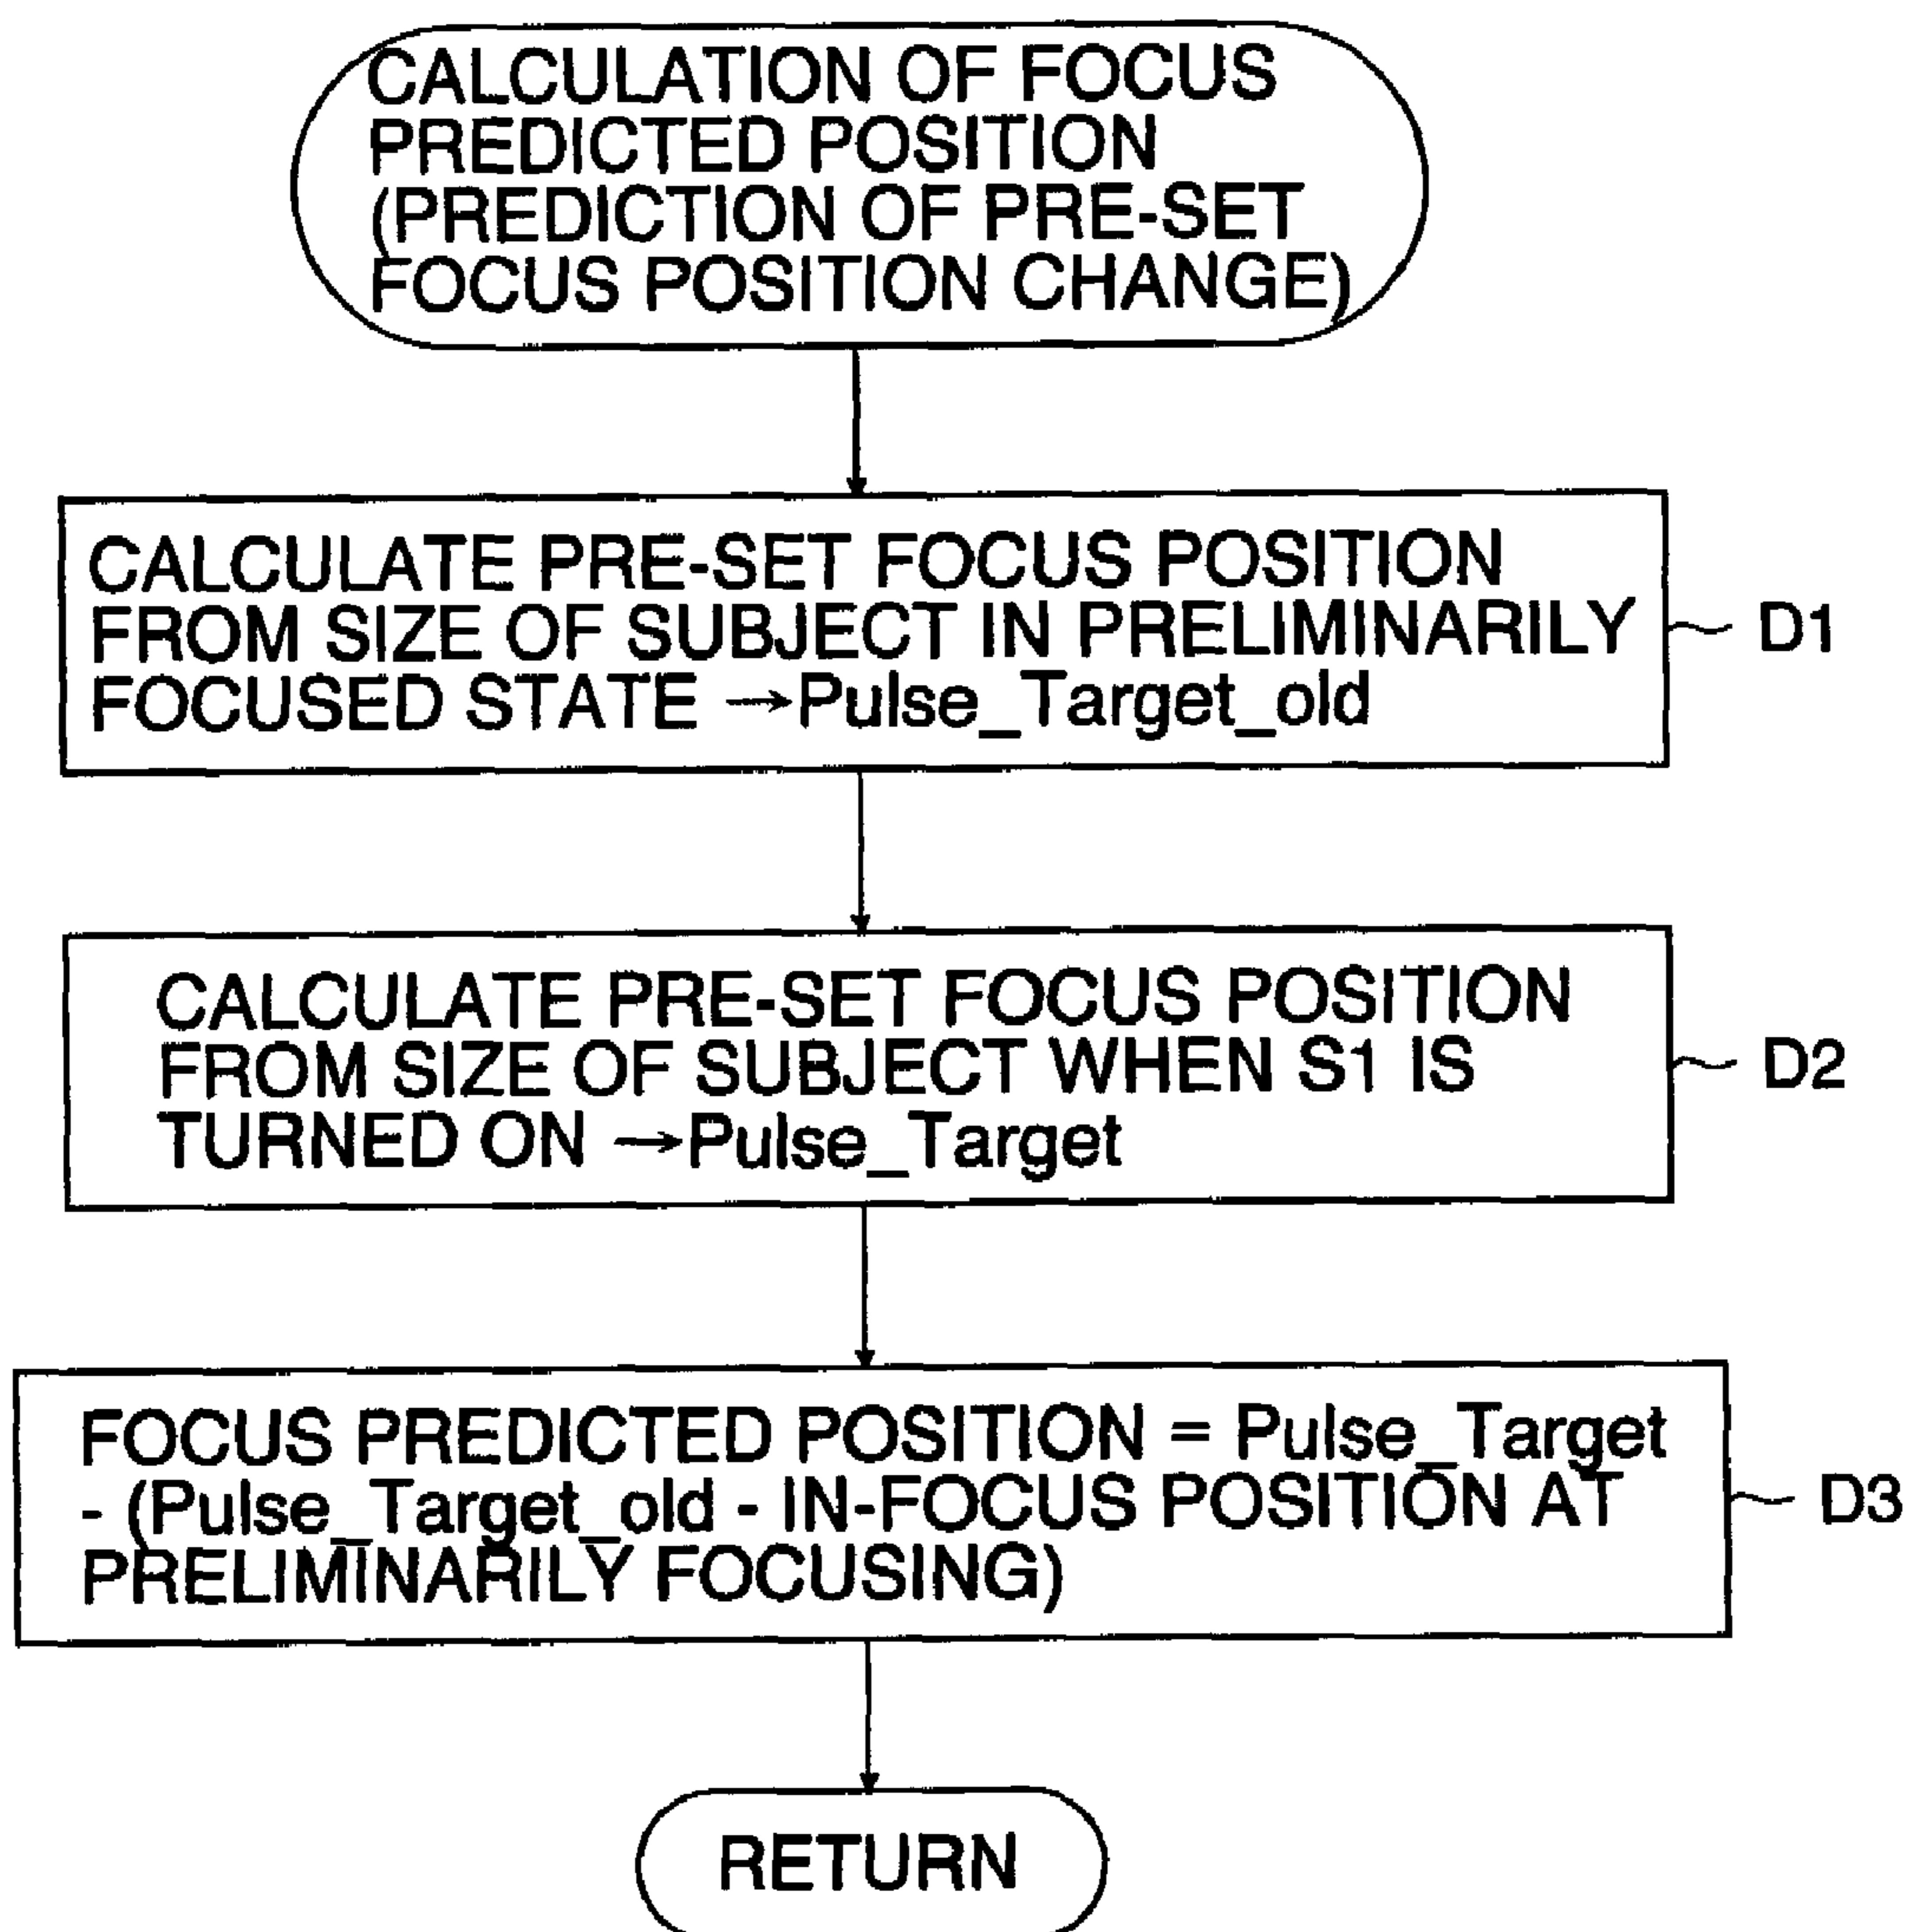 CALCULATION OF FOCUS
PREDICTED POSITION
(PREDICTION OF PRE-SET
FOCUS POSITION CHANGE)
CALCULATE PRE-SET FOCUS POSITION
FROM SIZE OF SUBJECT IN PRELIMINARILY
FOCUSED STATE →Pulse_Target_old
D1
CALCULATE PRE-SET FOCUS POSITION
FROM SIZE OF SUBJECT WHEN S1 IS
TURNED ON →Pulse_Target
D2
FOCUS PREDICTED POSITION = Pulse_Target
- (Pulse_Target_old - IN-FOCUS POSITION AT
PRELIMINARILY FOCUSING)
D3
RETURN